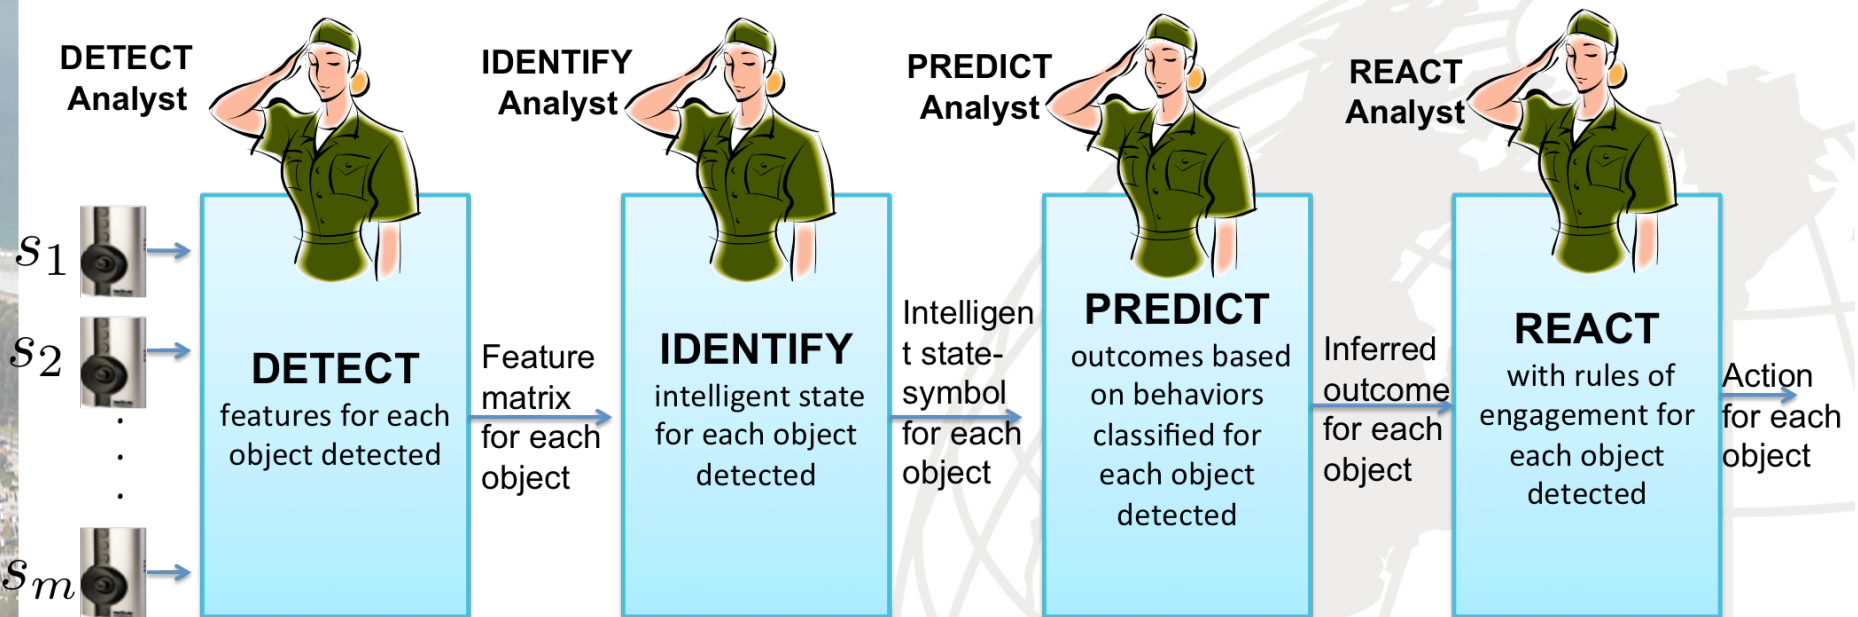 DETECT
Analyst
IDENTIFY
Analyst
PREDICT
Analyst
REACT
Analyst
s1
s2
.
.
.
sm
DETECT
features for each
object detected
Feature
matrix
for each
object
IDENTIFY
intelligent state
for each object
detected
Intelligen
t state-
symbol
for each
object
PREDICT
outcomes based
on behaviors
classified for
each object
detected
Inferred
outcome
for each
object
REACT
with rules of
engagement for
each object
detected
Action
for each
object